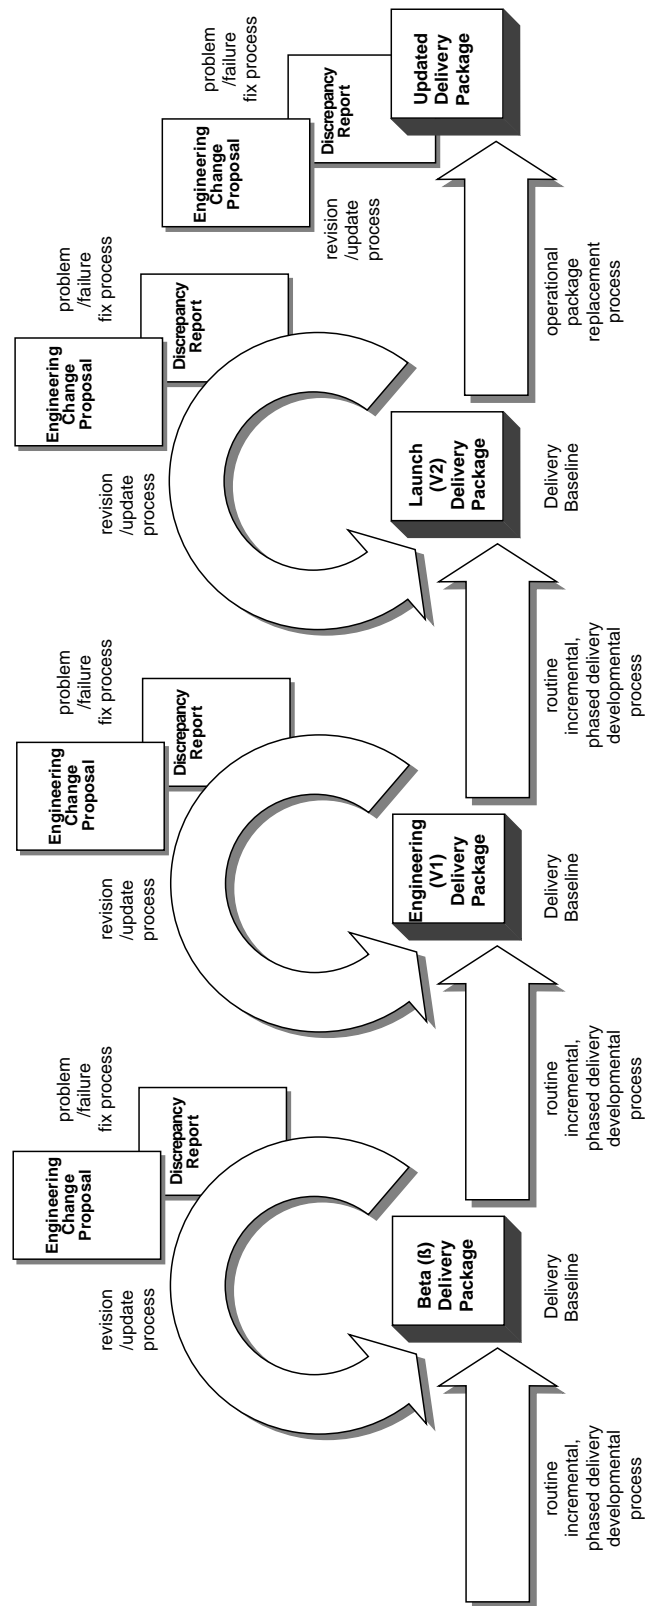 Engineering
Change
Proposal
problem
/failure
fix process
Discrepancy
Report
revision
/update
process
Beta (ß)
Delivery
Package
Delivery
Baseline
routine
incremental,
phased delivery
developmental
process
Engineering
Change
Proposal
problem
/failure
fix process
Discrepancy
Report
revision
/update
process
Engineering
(V1)
Delivery
Package
Delivery
Baseline
routine
incremental,
phased delivery
developmental
process
Engineering
Change
Proposal
problem
/failure
fix process
Discrepancy
Report
revision
/update
process
Launch
(V2)
Delivery
Package
Delivery
Baseline
routine
incremental,
phased delivery
developmental
process
Engineering
Change
Proposal
problem
/failure
fix process
Discrepancy
Report
revision
/update
process
Updated
Delivery
Package
operational
package
replacement
process